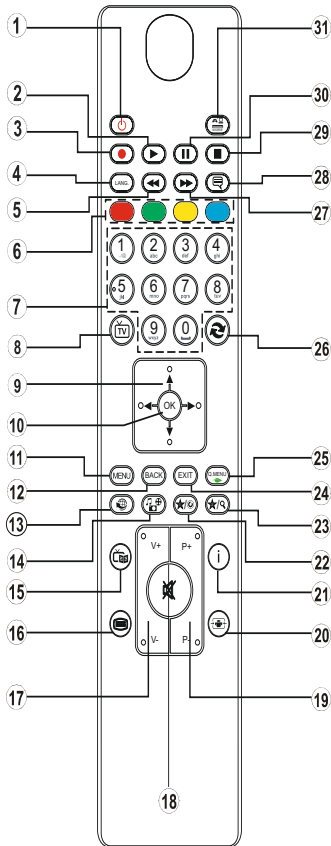 1
31
2
30
3
29
4
LANG.
28
5
27
6
1
2 abc
3 def
4 ghi
7
5 jkl
6 mno
7 pqrs
8 tuv
8
TV
9 wxyz
0
26
9
10
OK
11
MENU
BACK
EXIT
Q.MENU
25
12
24
13
23
14
22
V+
P+
15
i
21
16
20
V-
P-
17
19
18